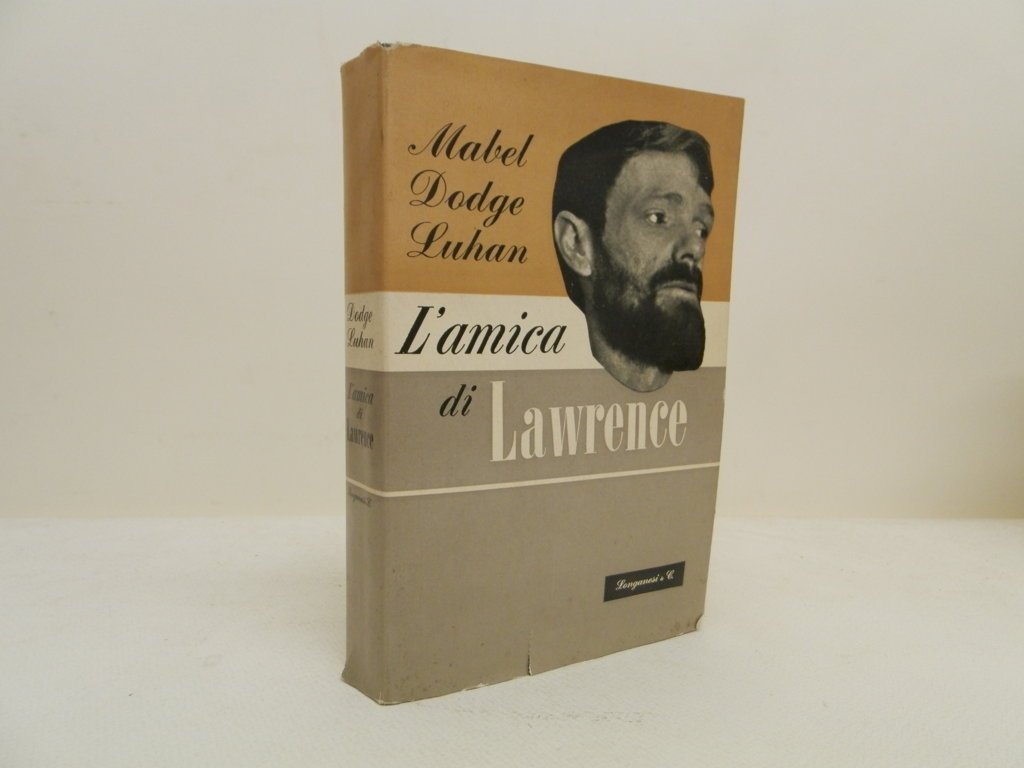 Mabel
Dodge
Luhan
L'amica
di Lawrence
Longanesi & C.
Dodge
Luhan
L'amica
di
Lawrence